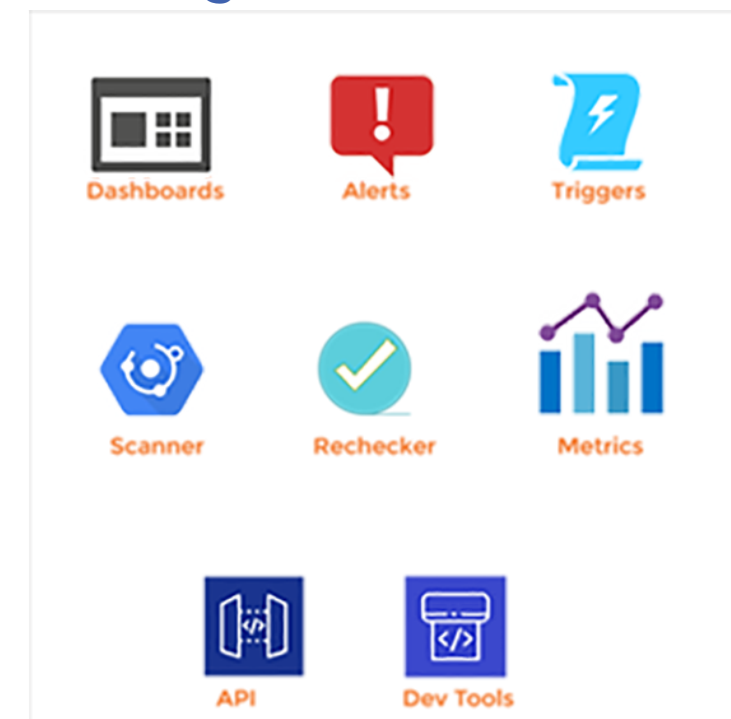 Dashboards
Alerts
Triggers
Scanner
Rechecker
Metrics
</>
API
</>
Dev Tools